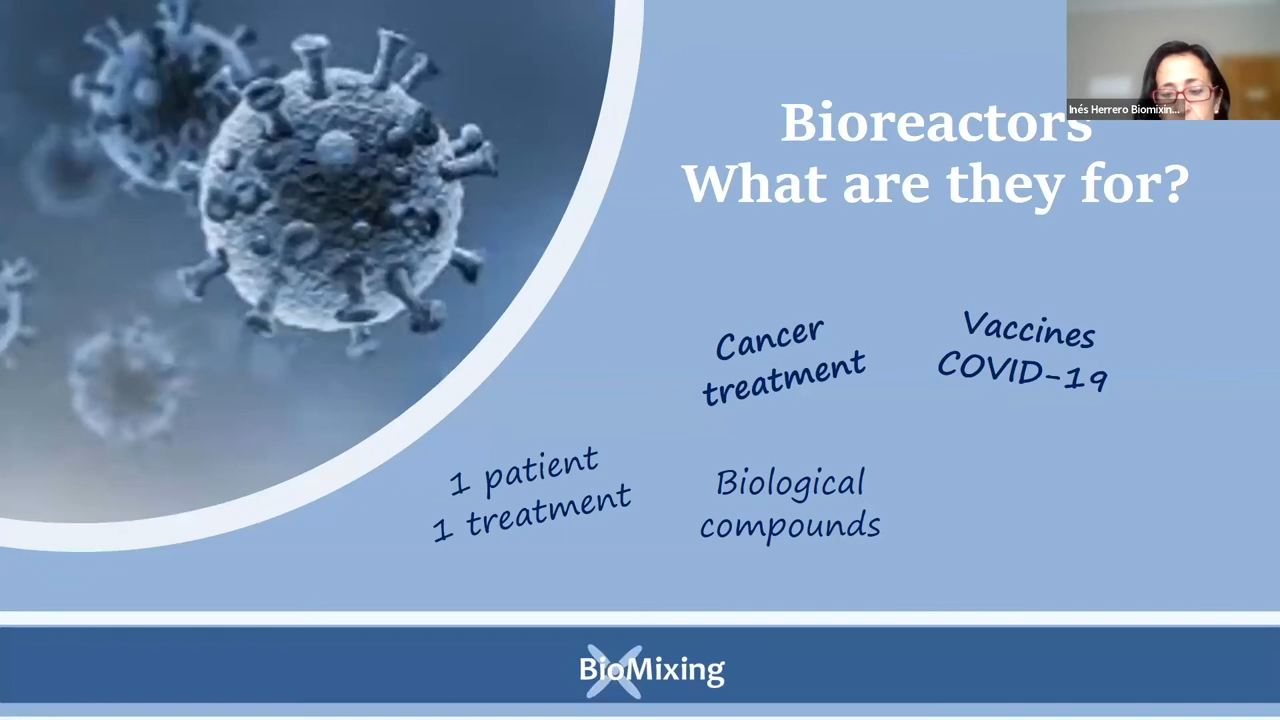 Inés Herrero Biomixin...
Bioreactors
What are they for?
Cancer
treatment
Vaccines
COVID-19
1 patient
1 treatment
Biological
compounds
BioMixing